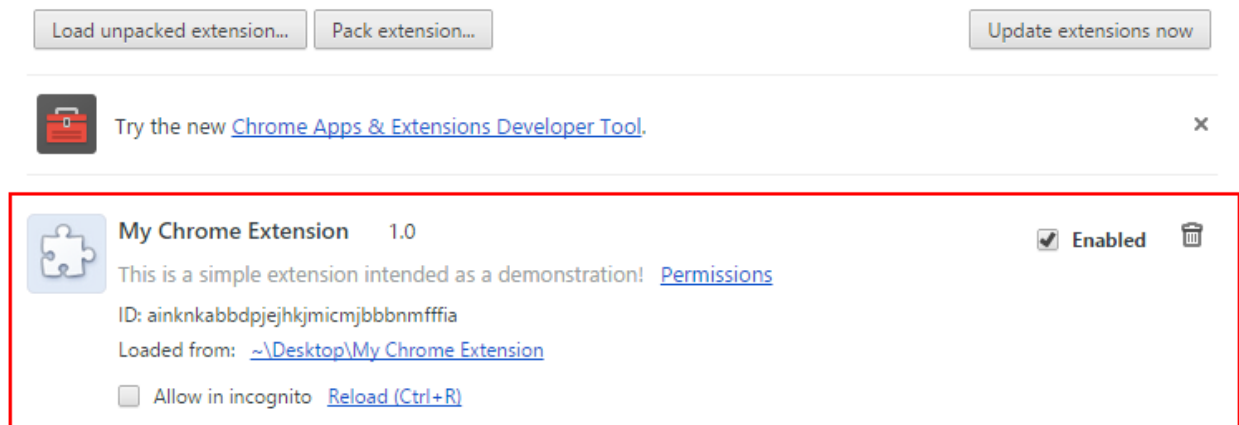 Load unpacked extension... Pack extension... Update extensions now
Try the new Chrome Apps & Extensions Developer Tool.
My Chrome Extension 1.0
Enabled
This is a simple extension intended as a demonstration! Permissions
ID: ainknkabbdpjejhkjmicmjbbbnmfffia
Loaded from: ~\Desktop\My Chrome Extension
Allow in incognito Reload (Ctrl+R)